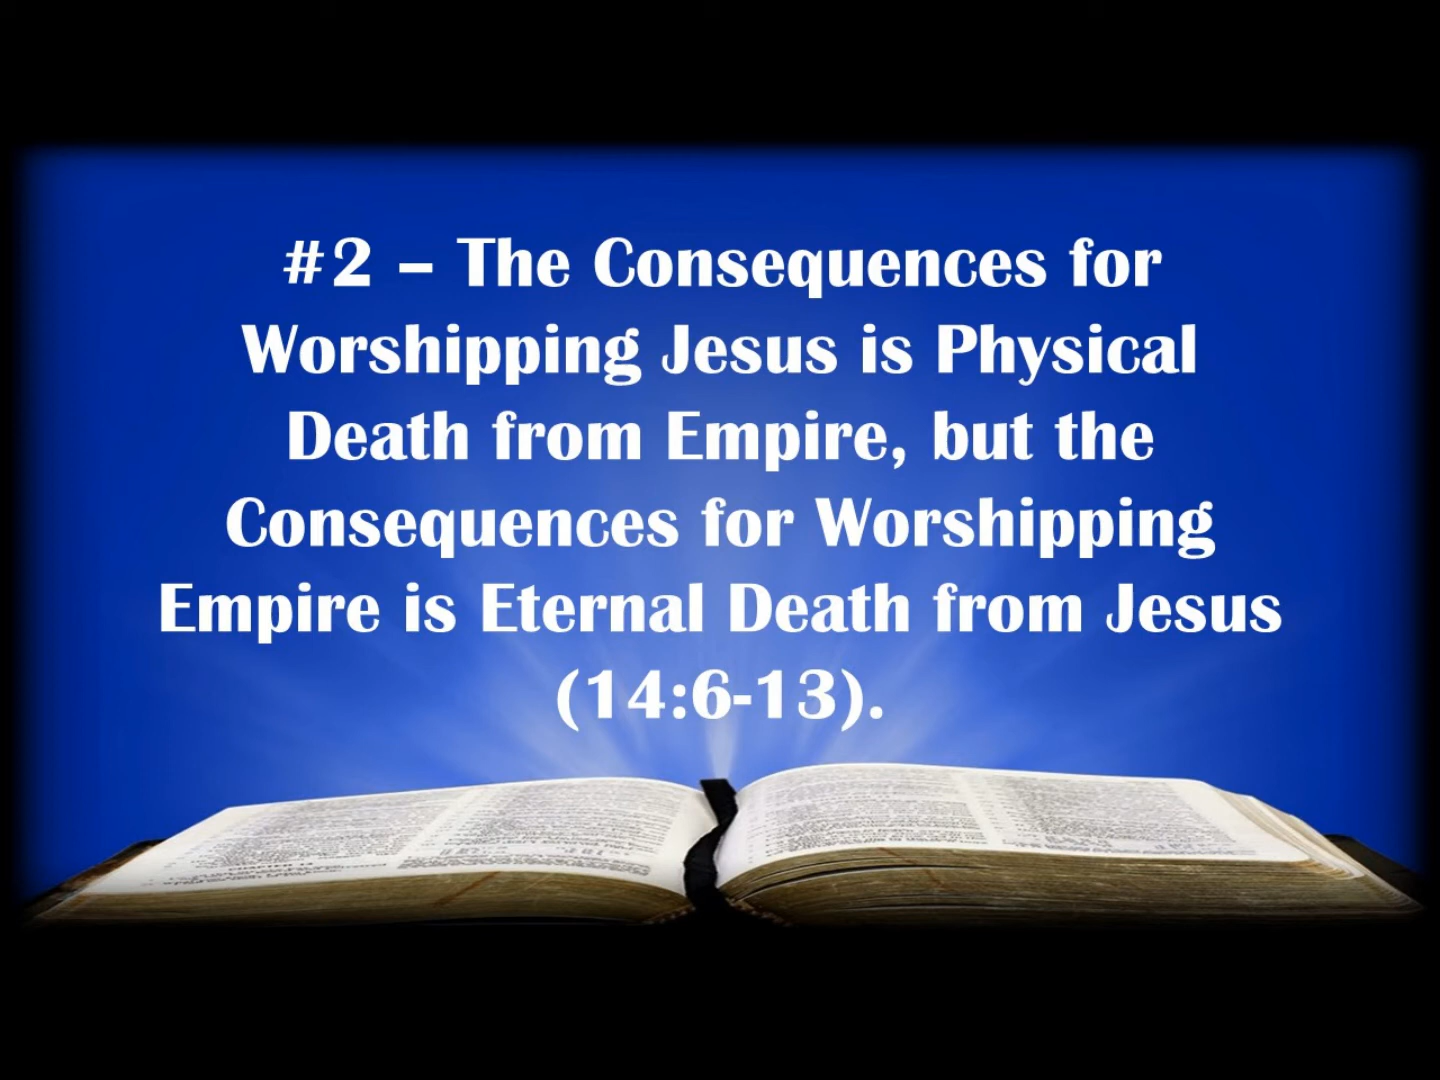 #2 – The Consequences for
Worshipping Jesus is Physical
Death from Empire, but the
Consequences for Worshipping
Empire is Eternal Death from Jesus
(14:6-13).